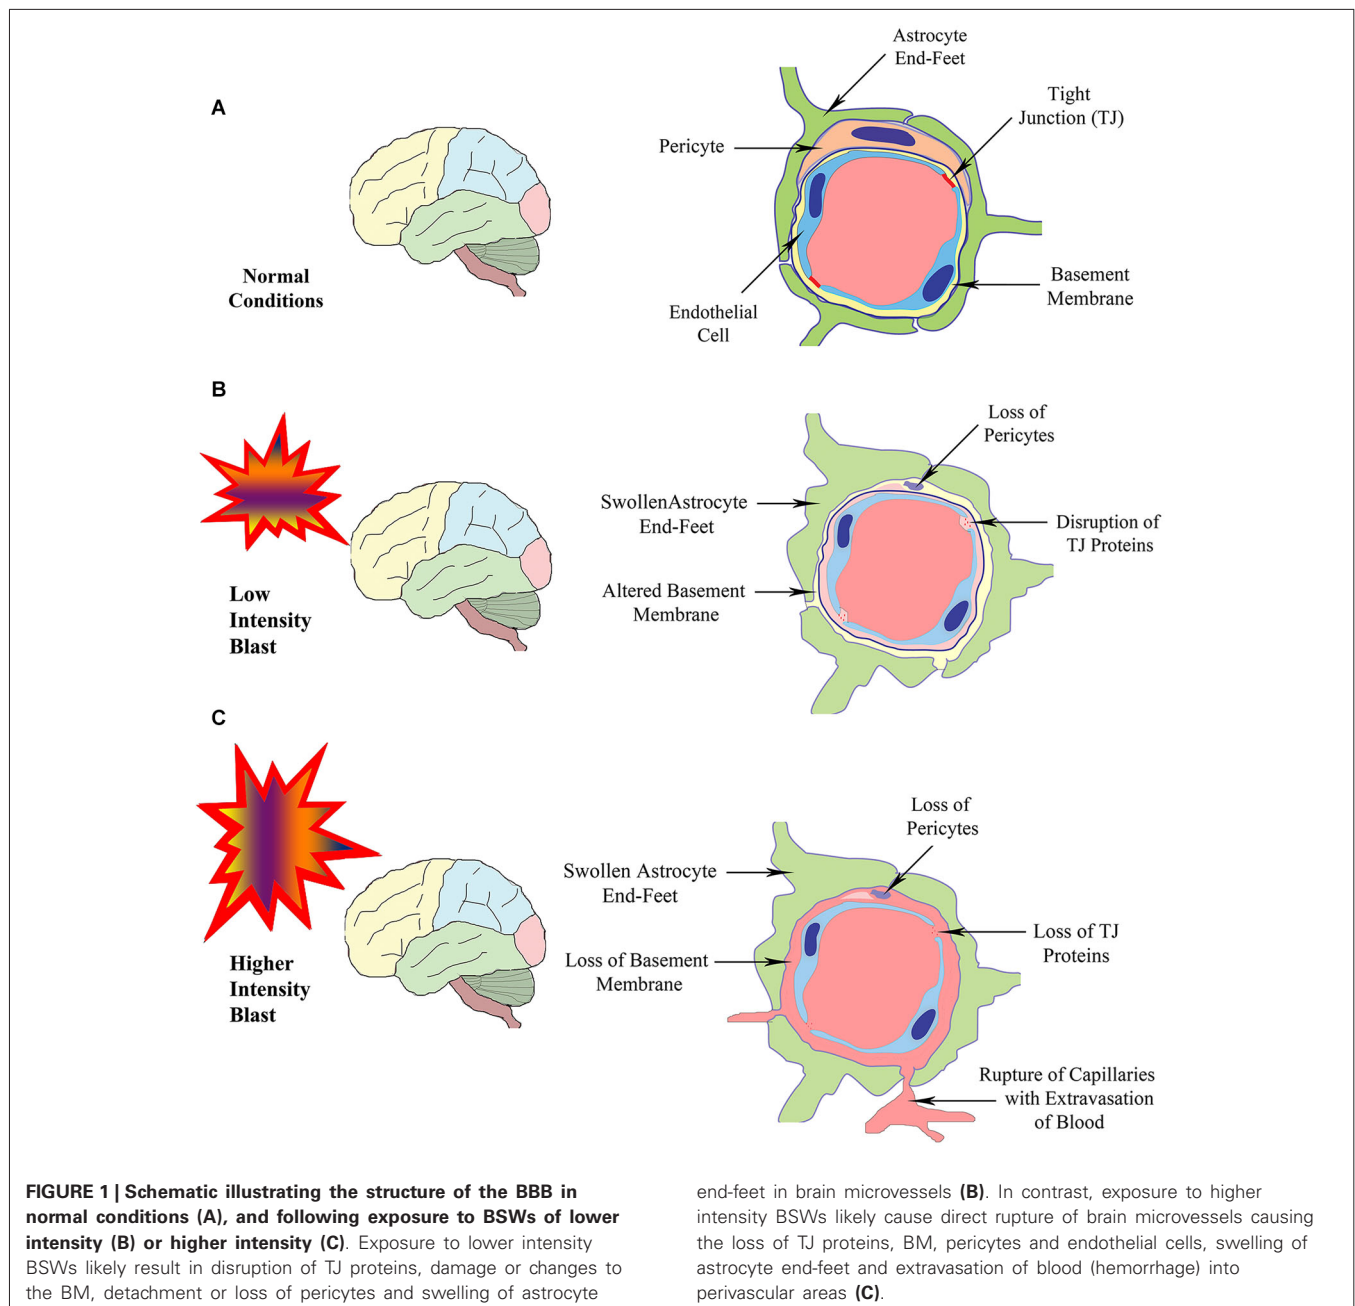 A
Astrocyte
End-Feet
Tight
Junction (TJ)
Pericyte
Normal
Conditions
Basement
Membrane
Endothelial
Cell
B
Loss of
Pericytes
SwollenAstrocyte
End-Feet
Disruption of
TJ Proteins
Low
Intensity
Blast
Altered Basement
Membrane
C
Loss of
Pericytes
Swollen Astrocyte
End-Feet
Loss of TJ
Proteins
Higher
Intensity
Blast
Loss of Basement
Membrane
Rupture of Capillaries
with Extravasation
of Blood
FIGURE 1 | Schematic illustrating the structure of the BBB in
normal conditions (A), and following exposure to BSWs of lower
intensity (B) or higher intensity (C). Exposure to lower intensity
BSWs likely result in disruption of TJ proteins, damage or changes to
the BM, detachment or loss of pericytes and swelling of astrocyte
end-feet in brain microvessels (B). In contrast, exposure to higher
intensity BSWs likely cause direct rupture of brain microvessels causing
the loss of TJ proteins, BM, pericytes and endothelial cells, swelling of
astrocyte end-feet and extravasation of blood (hemorrhage) into
perivascular areas (C).